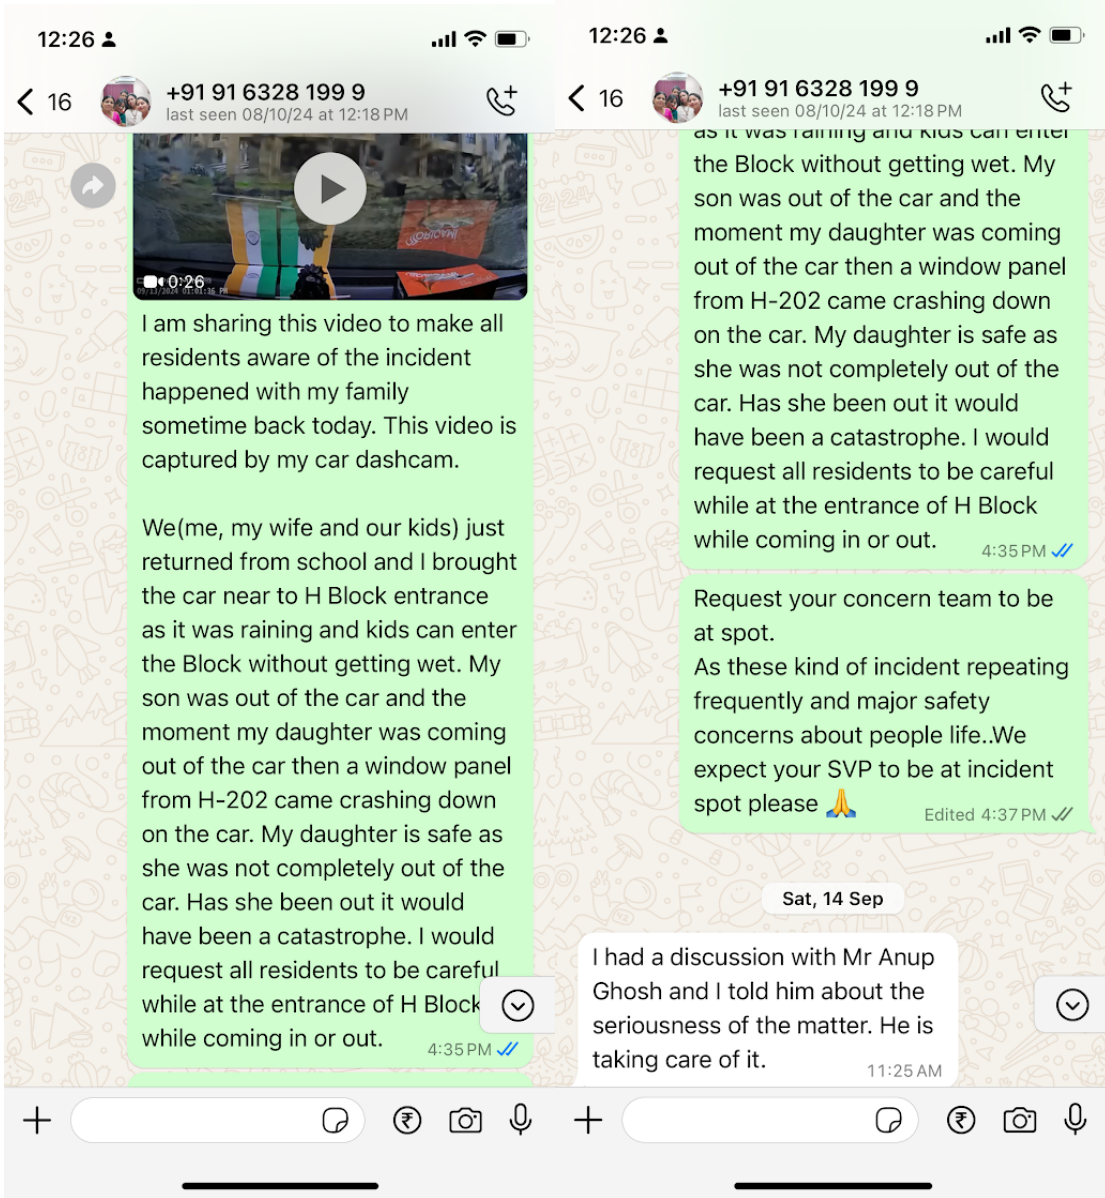 12:26
16
+91 91 6328 199 9
last seen 08/10/24 at 12:18 PM
0:26
09/13/2024 01:01:36 PM
I am sharing this video to make all
residents aware of the incident
happened with my family
sometime back today. This video is
captured by my car dashcam.
We(me, my wife and our kids) just
returned from school and I brought
the car near to H Block entrance
as it was raining and kids can enter
the Block without getting wet. My
son was out of the car and the
moment my daughter was coming
out of the car then a window panel
from H-202 came crashing down
on the car. My daughter is safe as
she was not completely out of the
car. Has she been out it would
have been a catastrophe. I would
request all residents to be careful
while at the entrance of H Block
while coming in or out.
4:35 PM
12:26
16
+91 91 6328 199 9
last seen 08/10/24 at 12:18 PM
as it was raining and kids can enter
the Block without getting wet. My
son was out of the car and the
moment my daughter was coming
out of the car then a window panel
from H-202 came crashing down
on the car. My daughter is safe as
she was not completely out of the
car. Has she been out it would
have been a catastrophe. I would
request all residents to be careful
while at the entrance of H Block
while coming in or out.
4:35 PM
Request your concern team to be
at spot.
As these kind of incident repeating
frequently and major safety
concerns about people life..We
expect your SVP to be at incident
spot please 🙏
Edited 4:37 PM
Sat, 14 Sep
I had a discussion with Mr Anup
Ghosh and I told him about the
seriousness of the matter. He is
taking care of it.
11:25 AM